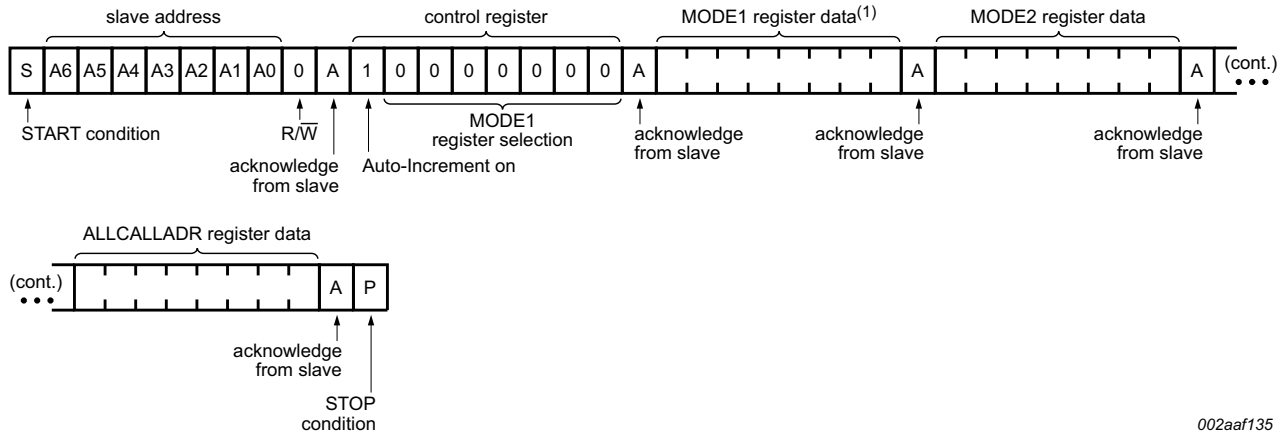 slave address control register MODE1 register data(1) MODE2 register data
S A6 A5 A4 A3 A2 A1 A0 0 A 1 0 0 0 0 0 0 0 A A A (cont.)
START condition R/W̅ MODE1 acknowledge acknowledge acknowledge
register selection from slave from slave from slave
acknowledge Auto-Increment on
from slave
ALLCALLADR register data
(cont.) A P
acknowledge
from slave
STOP
condition
002aaf135